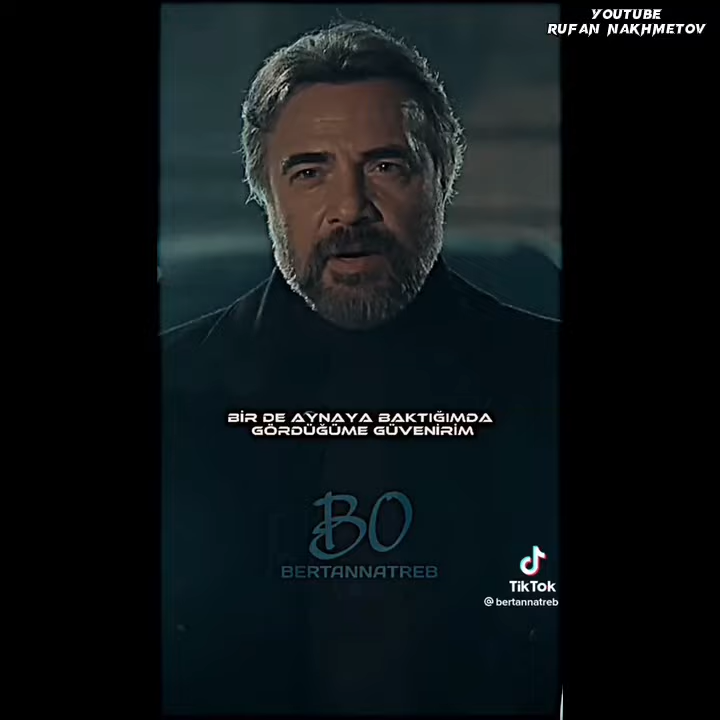 YOUTUBE
RUFAN NAKHMETOV
BİR DE AYNAYA BAKTIĞIMDA
GÖRDÜĞÜME GÜVENİRİM
BO
BERTANNATREB
TikTok
@bertannatreb